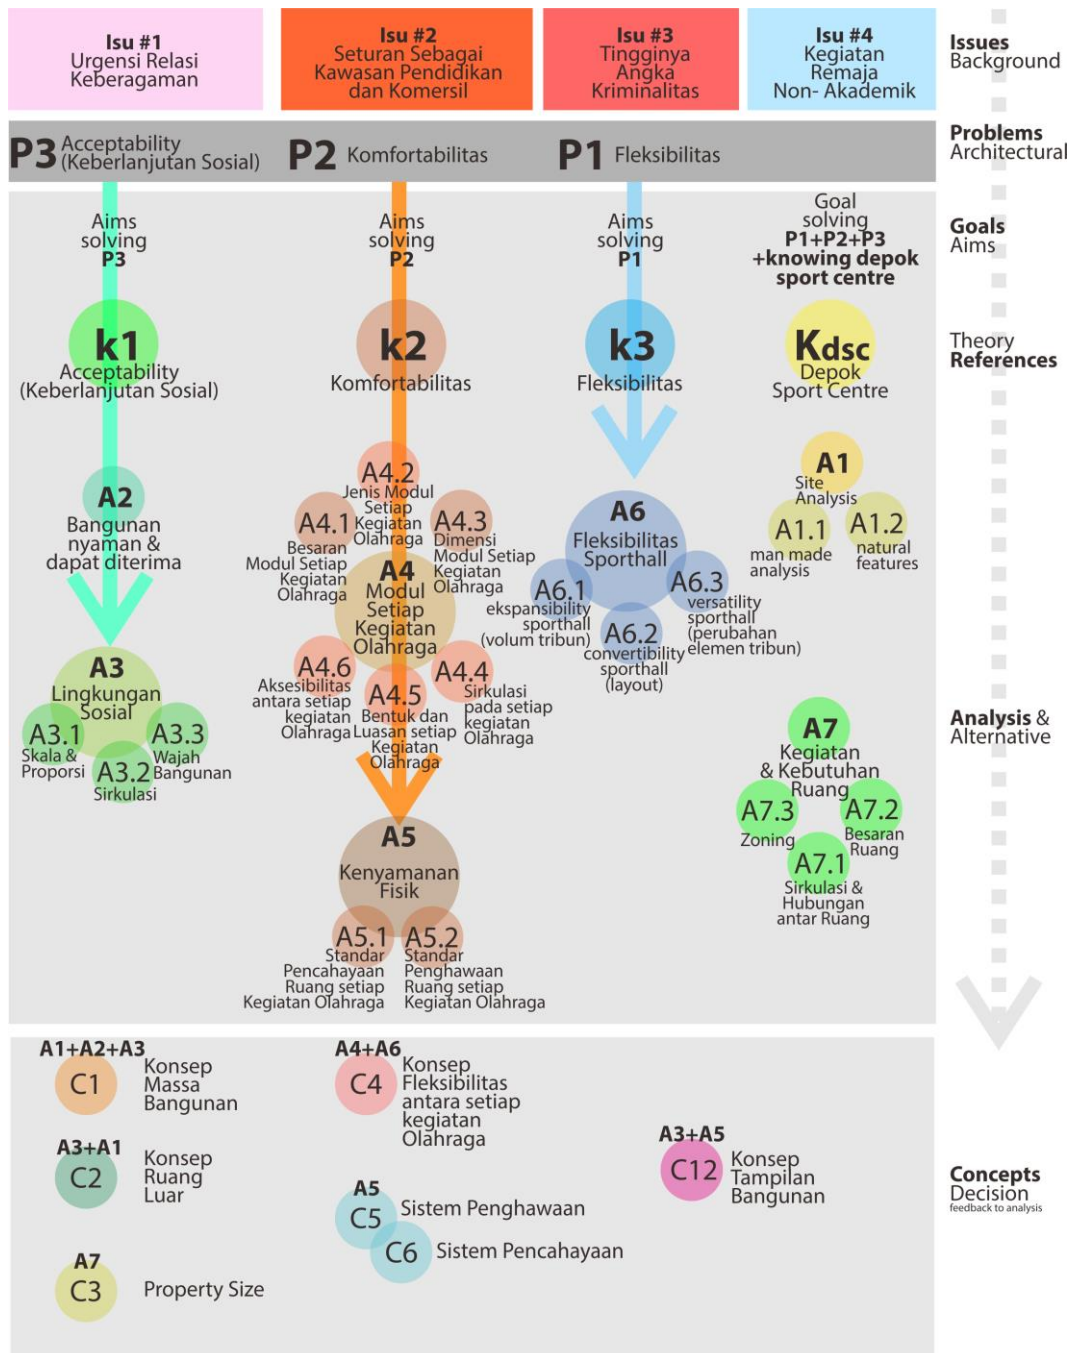 Isu #1
Urgensi Relasi
Keberagaman
Isu #2
Seturan Sebagai
Kawasan Pendidikan
dan Komersil
Isu #3
Tingginya
Angka
Kriminalitas
Isu #4
Kegiatan
Remaja
Non- Akademik
Issues
Background
P3 Acceptability
(Keberlanjutan Sosial)
P2 Komfortabilitas
P1 Fleksibilitas
Problems
Architectural
Aims
solving
P3
Aims
solving
P2
Aims
solving
P1
Goal
solving
P1+P2+P3
+knowing depok
sport centre
Goals
Aims
k1
Acceptability
(Keberlanjutan Sosial)
k2
Komfortabilitas
k3
Fleksibilitas
Kdsc
Depok
Sport Centre
Theory
References
A2
Bangunan
nyaman &
dapat diterima
A3
Lingkungan
Sosial
A3.1
Skala &
Proporsi
A3.2
Sirkulasi
A3.3
Wajah
Bangunan
A4.2
Jenis Modul
Setiap
Kegiatan
Olahraga
A4.1
Besaran
Modul Setiap
Kegiatan
Olahraga
A4.3
Dimensi
Modul Setiap
Kegiatan
Olahraga
A4
Modul
Setiap
Kegiatan
Olahraga
A4.6
Aksesibilitas
antara setiap
kegiatan
Olahraga
A4.5
Bentuk dan
Luasan setiap
Kegiatan
Olahraga
A4.4
Sirkulasi
pada setiap
kegiatan
Olahraga
A5
Kenyamanan
Fisik
A5.1
Standar
Pencahayaan
Ruang setiap
Kegiatan Olahraga
A5.2
Standar
Penghawaan
Ruang setiap
Kegiatan Olahraga
A6
Fleksibilitas
Sporthall
A6.1
ekspansibility
sporthall
(volum tribun)
A6.2
convertibility
sporthall
(layout)
A6.3
versatility
sporthall
(perubahan
elemen tribun)
A1
Site
Analysis
A1.1
man made
analysis
A1.2
natural
features
A7
Kegiatan
& Kebutuhan
Ruang
A7.3
Zoning
A7.2
Besaran
Ruang
A7.1
Sirkulasi &
Hubungan
antar Ruang
Analysis &
Alternative
A1+A2+A3
C1
Konsep
Massa
Bangunan
A3+A1
C2
Konsep
Ruang
Luar
A7
C3
Property Size
A4+A6
C4
Konsep
Fleksibilitas
antara setiap
kegiatan
Olahraga
A5
C5
Sistem Penghawaan
C6
Sistem Pencahayaan
A3+A5
C12
Konsep
Tampilan
Bangunan
Concepts
Decision
feedback to analysis